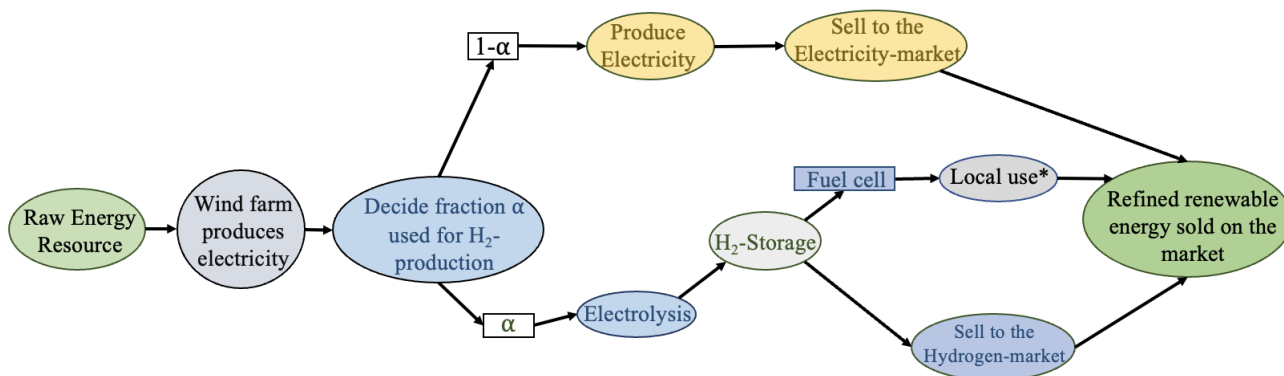 Raw Energy
Resource
Wind farm
produces
electricity
Decide fraction α
used for H₂-
production
1-α
Produce
Electricity
Sell to the
Electricity-market
α
Electrolysis
H₂-Storage
Fuel cell
Local use*
Sell to the
Hydrogen-market
Refined renewable
energy sold on the
market